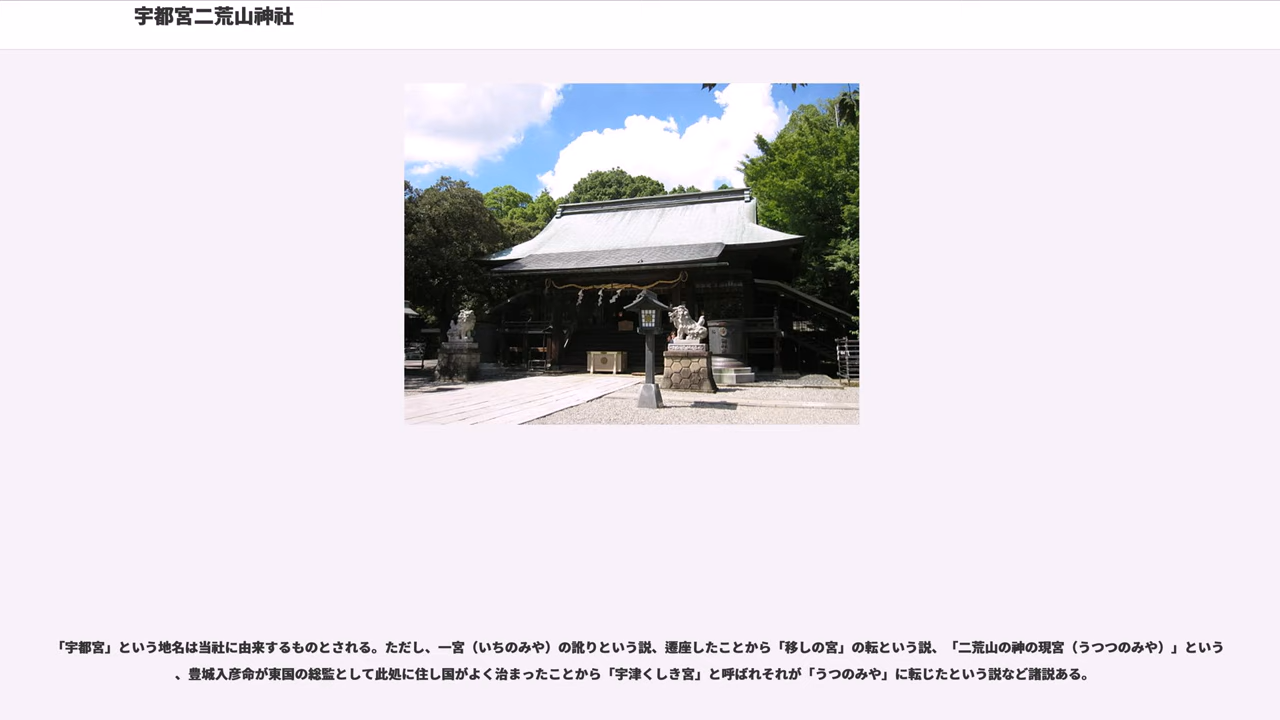 宇都宮二荒山神社
「宇都宮」という地名は当社に由来するものとされる。ただし、一宮（いちのみや）の訛りという説、遷座したことから「移しの宮」の転という説、「二荒山の神の現宮（うつつのみや）」という
、豊城入彦命が東国の総監として此処に住し国がよく治まったことから「宇津くしき宮」と呼ばれそれが「うつのみや」に転じたという説など諸説ある。